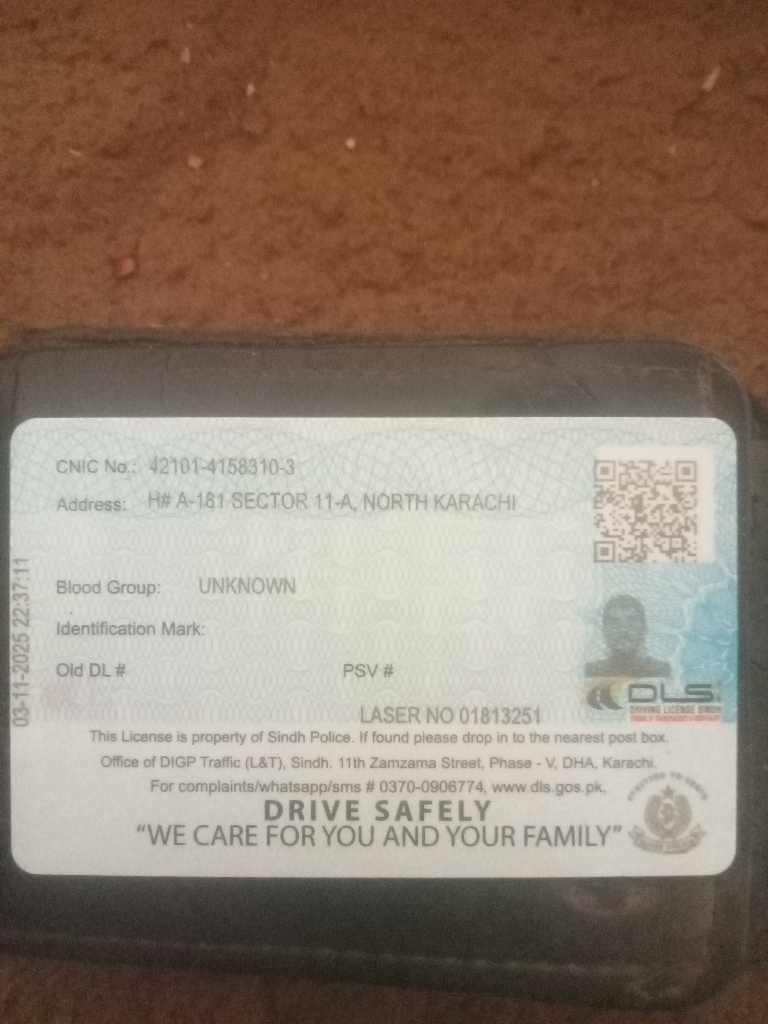 CNIC No.: 42101-4158310-3
Address: H# A-181 SECTOR 11-A, NORTH KARACHI
Blood Group: UNKNOWN
Identification Mark:
Old DL # PSV #
LASER NO 01813251
03-11-2025 22:37:11
DLS
DRIVING LICENSE SINDH
This License is property of Sindh Police. If found please drop in to the nearest post box.
Office of DIGP Traffic (L&T), Sindh. 11th Zamzama Street, Phase - V, DHA, Karachi.
For complaints/whatsapp/sms # 0370-0906774, www.dls.gos.pk,
DRIVE SAFELY
“WE CARE FOR YOU AND YOUR FAMILY”